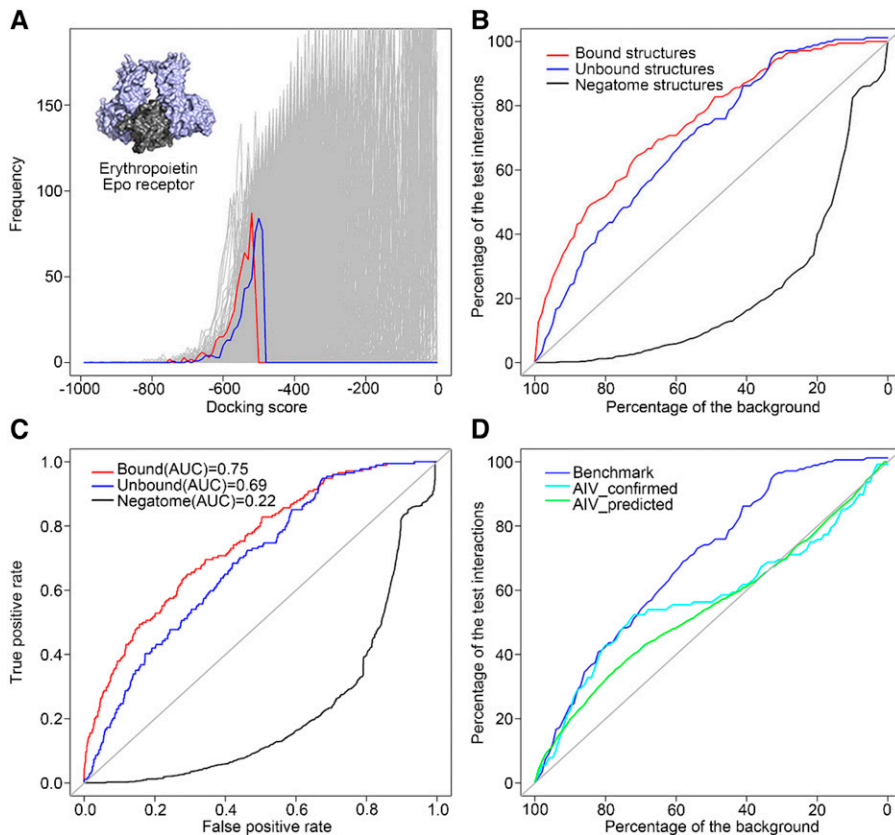 A
Erythropoietin
Epo receptor
Frequency
150
100
50
0
-1000
-800
-600
-400
-200
0
Docking score
B
Bound structures
Unbound structures
Negatome structures
Percentage of the test interactions
100
80
60
40
20
0
100
80
60
40
20
0
Percentage of the background
C
Bound(AUC)=0.75
Unbound(AUC)=0.69
Negatome(AUC)=0.22
True positive rate
1.0
0.8
0.6
0.4
0.2
0.0
0.0
0.2
0.4
0.6
0.8
1.0
False positive rate
D
Benchmark
AIV_confirmed
AIV_predicted
Percentage of the test interactions
100
80
60
40
20
0
100
80
60
40
20
0
Percentage of the background